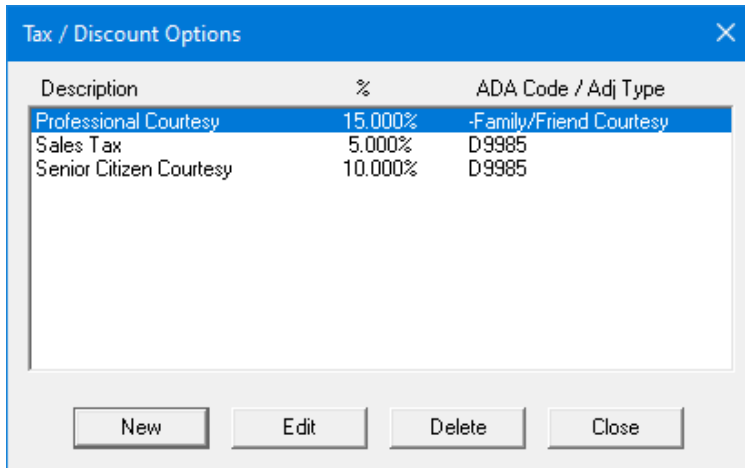 Tax / Discount Options
Description % ADA Code / Adj Type
Professional Courtesy 15.000% -Family/Friend Courtesy
Sales Tax 5.000% D9985
Senior Citizen Courtesy 10.000% D9985
New Edit Delete Close